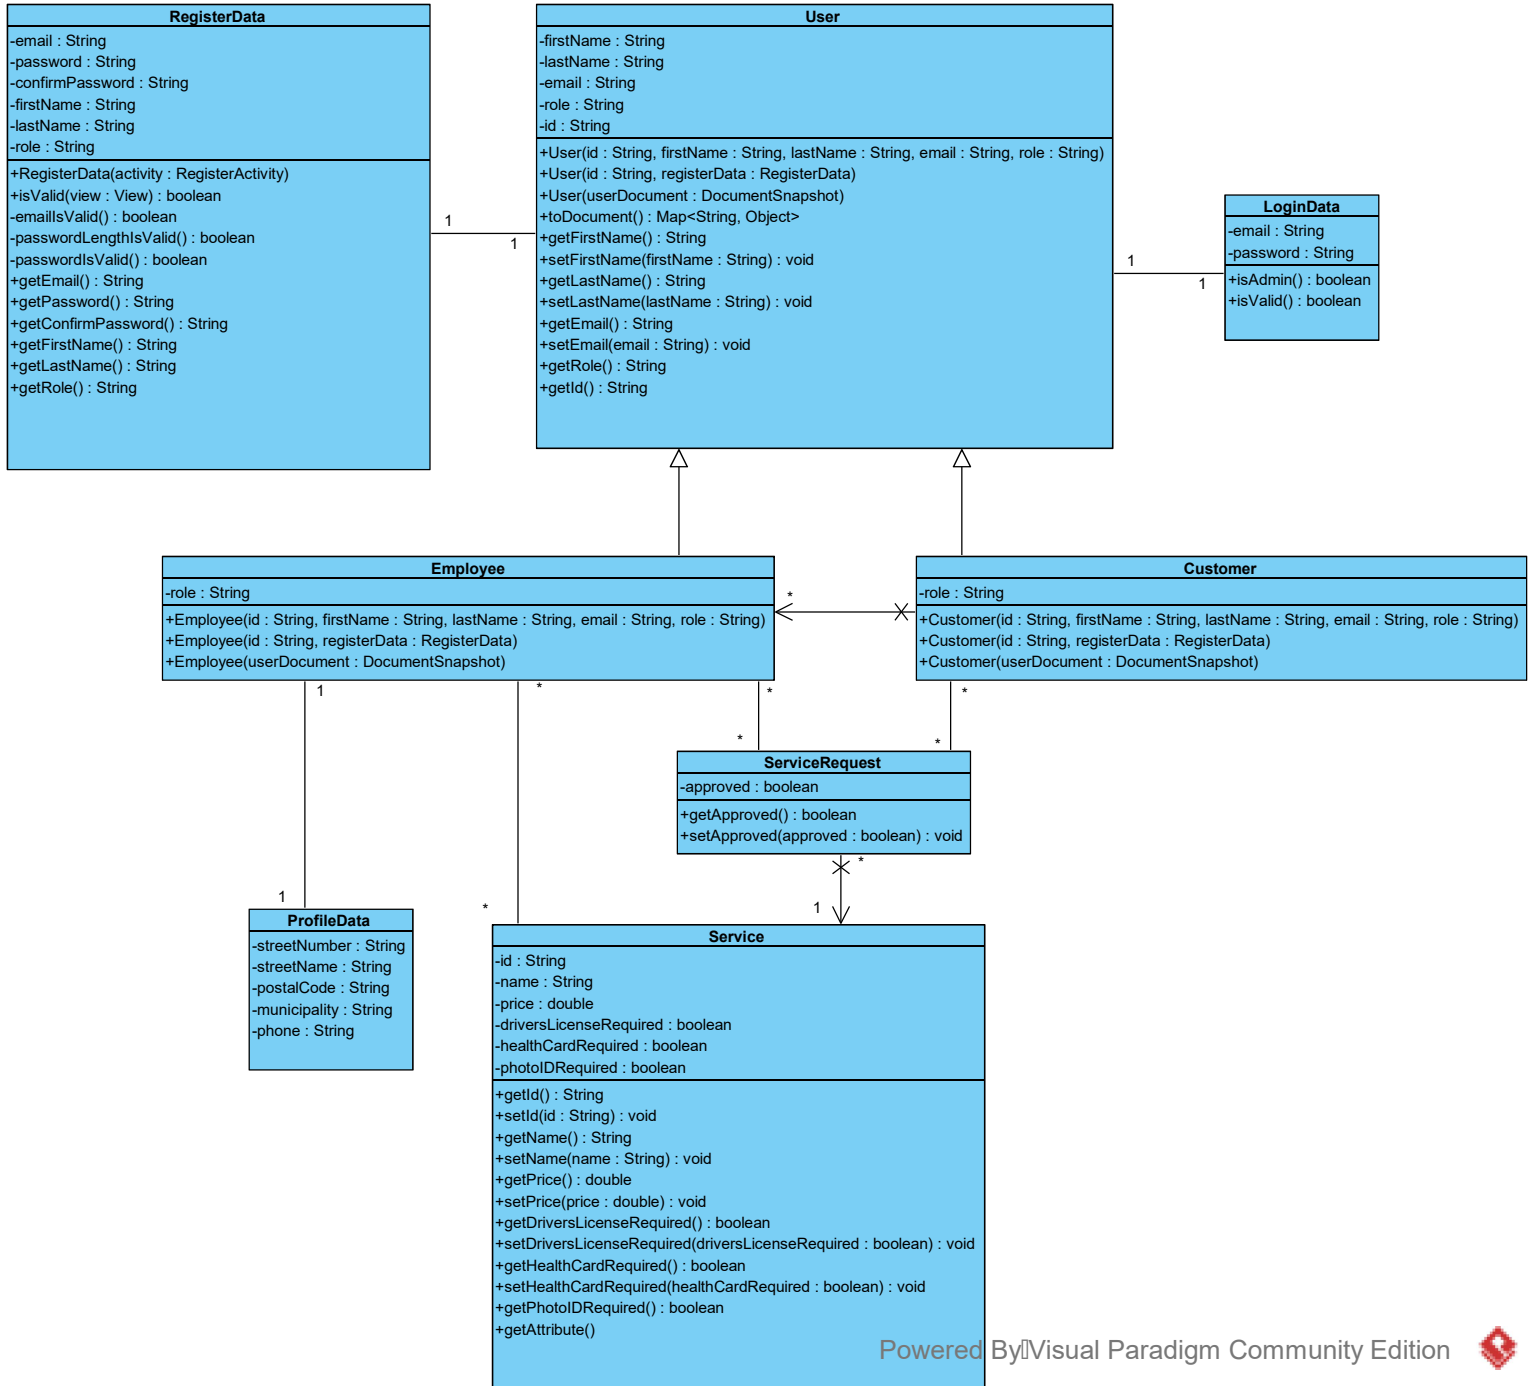 RegisterData
-email : String
-password : String
-confirmPassword : String
-firstName : String
-lastName : String
-role : String
+RegisterData(activity : RegisterActivity)
+isValid(view : View) : boolean
-emailIsValid() : boolean
-passwordLengthIsValid() : boolean
-passwordIsValid() : boolean
+getEmail() : String
+getPassword() : String
+getConfirmPassword() : String
+getFirstName() : String
+getLastName() : String
+getRole() : String
1
1
User
-firstName : String
-lastName : String
-email : String
-role : String
-id : String
+User(id : String, firstName : String, lastName : String, email : String, role : String)
+User(id : String, registerData : RegisterData)
+User(userDocument : DocumentSnapshot)
+toDocument() : Map<String, Object>
+getFirstName() : String
+setFirstName(firstName : String) : void
+getLastName() : String
+setLastName(lastName : String) : void
+getEmail() : String
+setEmail(email : String) : void
+getRole() : String
+getId() : String
1
1
LoginData
-email : String
-password : String
+isAdmin() : boolean
+isValid() : boolean
Employee
-role : String
+Employee(id : String, firstName : String, lastName : String, email : String, role : String)
+Employee(id : String, registerData : RegisterData)
+Employee(userDocument : DocumentSnapshot)
*
Customer
-role : String
+Customer(id : String, firstName : String, lastName : String, email : String, role : String)
+Customer(id : String, registerData : RegisterData)
+Customer(userDocument : DocumentSnapshot)
1
*
*
*
*
*
ServiceRequest
-approved : boolean
+getApproved() : boolean
+setApproved(approved : boolean) : void
*
1
*
1
ProfileData
-streetNumber : String
-streetName : String
-postalCode : String
-municipality : String
-phone : String
Service
-id : String
-name : String
-price : double
-driversLicenseRequired : boolean
-healthCardRequired : boolean
-photoIDRequired : boolean
+getId() : String
+setId(id : String) : void
+getName() : String
+setName(name : String) : void
+getPrice() : double
+setPrice(price : double) : void
+getDriversLicenseRequired() : boolean
+setDriversLicenseRequired(driversLicenseRequired : boolean) : void
+getHealthCardRequired() : boolean
+setHealthCardRequired(healthCardRequired : boolean) : void
+getPhotoIDRequired() : boolean
+getAttribute()
Powered By Visual Paradigm Community Edition